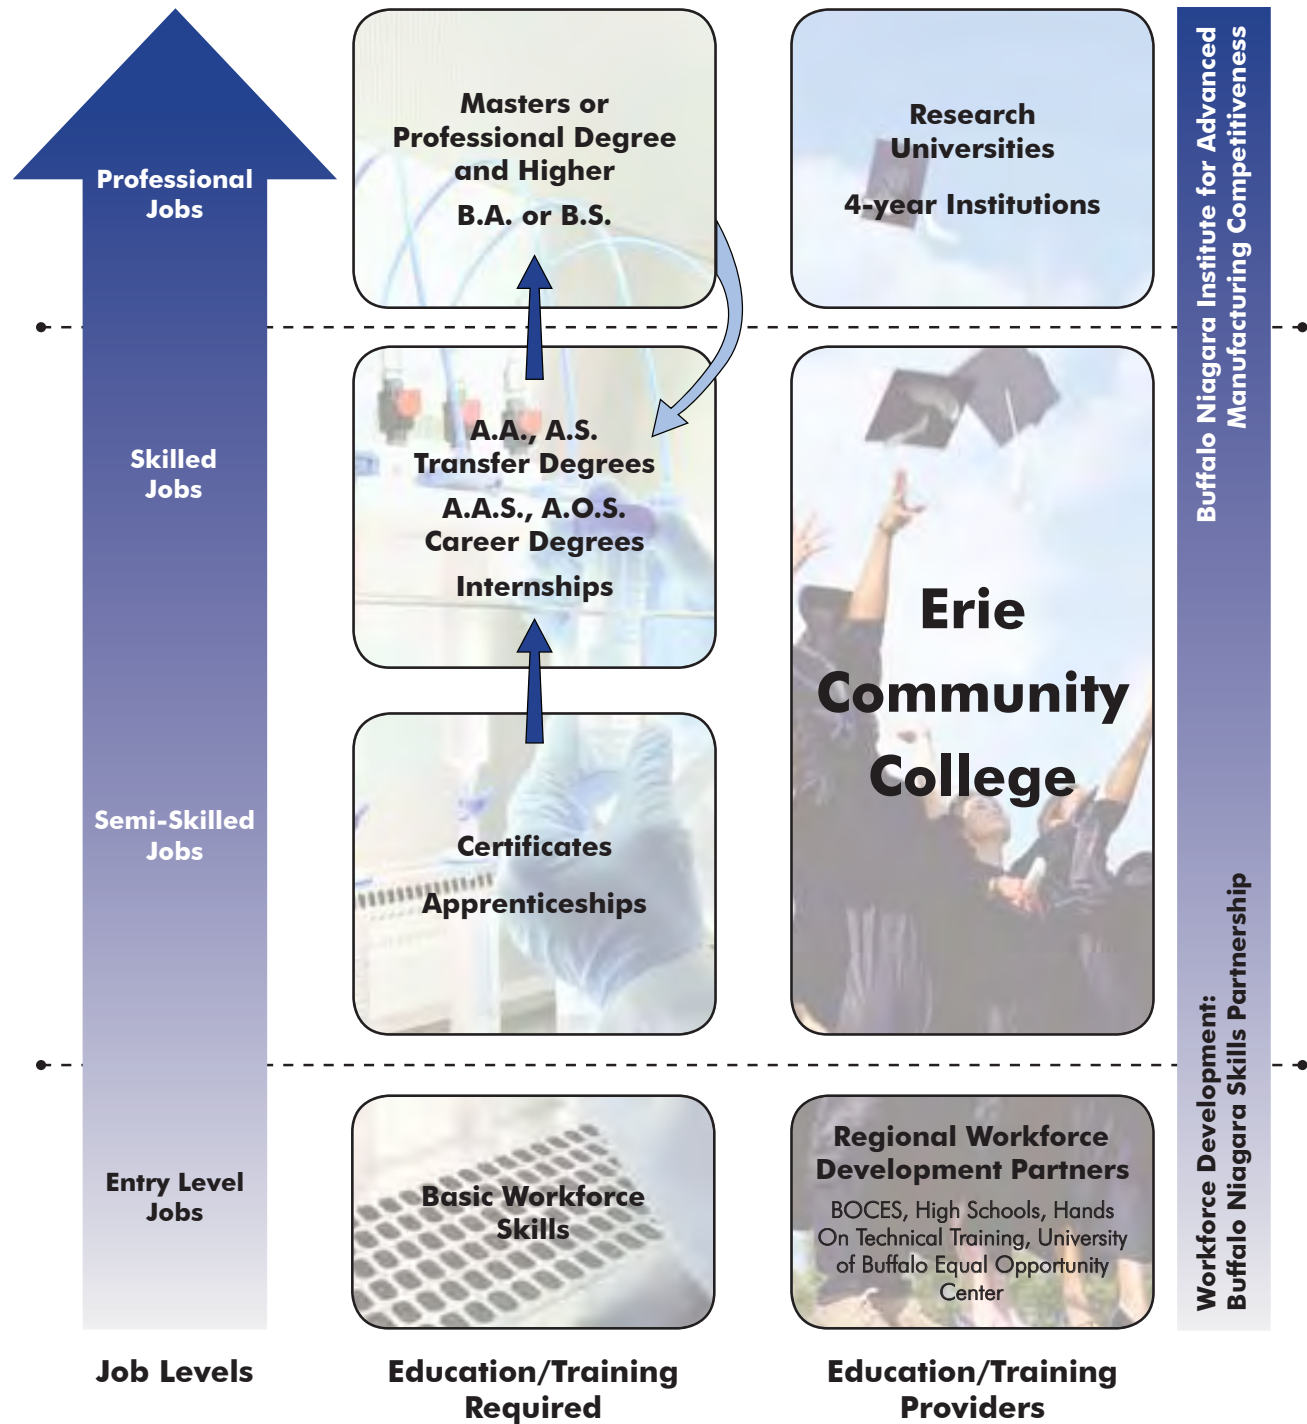 Professional
Jobs
Masters or
Professional Degree
and Higher
B.A. or B.S.
Research
Universities
4-year Institutions
Skilled
Jobs
A.A., A.S.
Transfer Degrees
A.A.S., A.O.S.
Career Degrees
Internships
Erie
Community
College
Semi-Skilled
Jobs
Certificates
Apprenticeships
Entry Level
Jobs
Basic Workforce
Skills
Regional Workforce
Development Partners
BOCES, High Schools, Hands
On Technical Training, University
of Buffalo Equal Opportunity
Center
Buffalo Niagara Institute for Advanced
Manufacturing Competitiveness
Workforce Development:
Buffalo Niagara Skills Partnership
Job Levels
Education/Training
Required
Education/Training
Providers